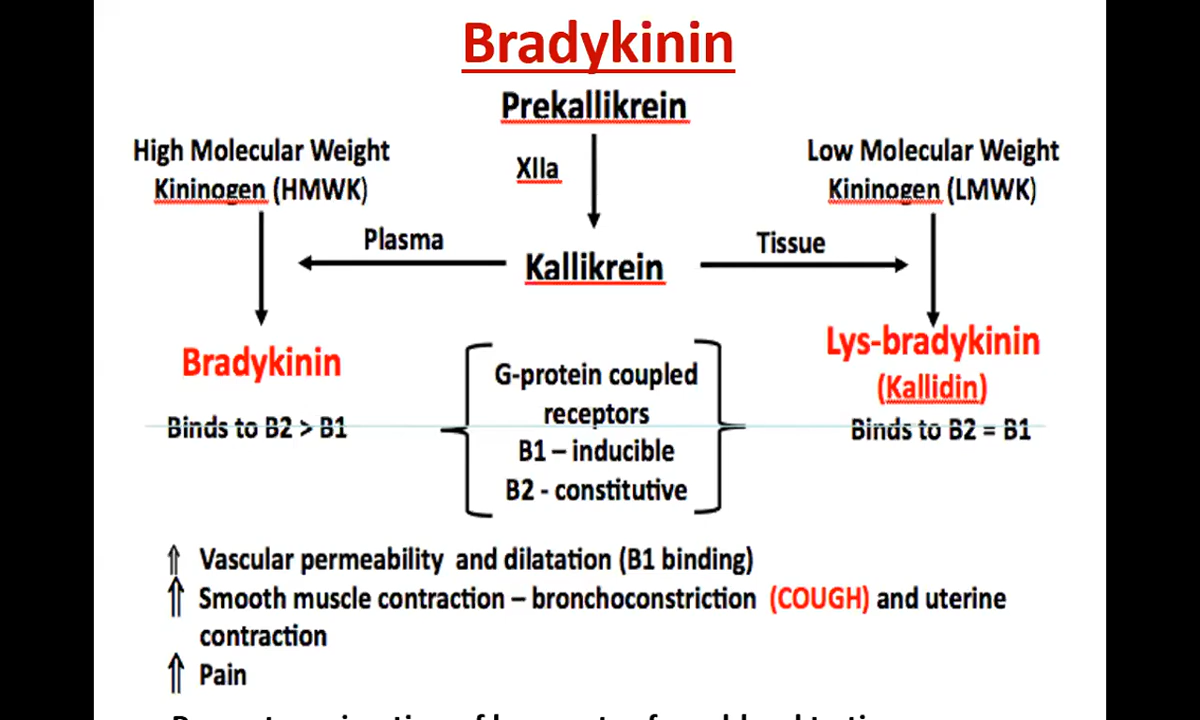 Bradykinin
Prekallikrein
High Molecular Weight
Kininogen (HMWK)
XIIa
Low Molecular Weight
Kininogen (LMWK)
Plasma
Kallikrein
Tissue
Bradykinin
Binds to B2 > B1
G-protein coupled
receptors
B1 – inducible
B2 - constitutive
Lys-bradykinin
(Kallidin)
Binds to B2 = B1
⇑ Vascular permeability and dilatation (B1 binding)
⇑ Smooth muscle contraction – bronchoconstriction (COUGH) and uterine
contraction
⇑ Pain